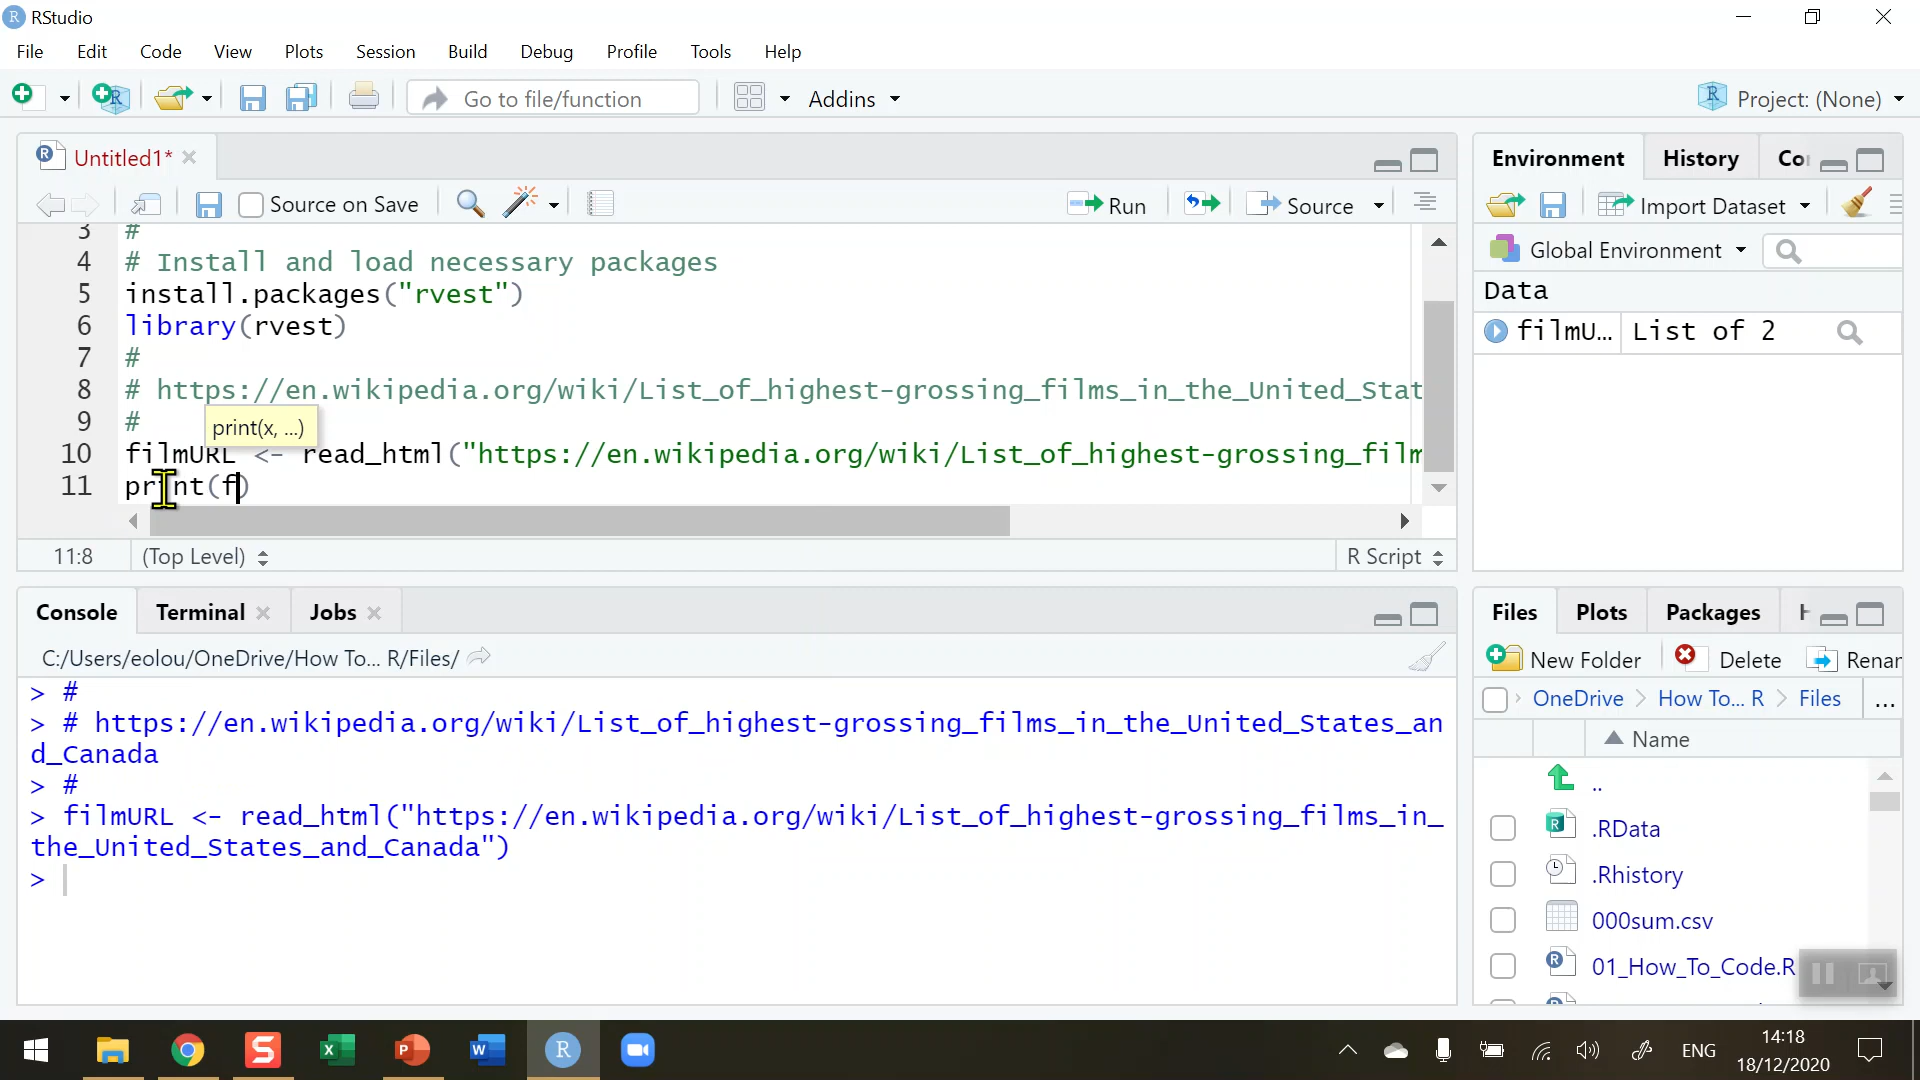 RStudio
File Edit Code View Plots Session Build Debug Profile Tools Help
Go to file/function Addins Project: (None)
Untitled1*
Source on Save Run Source
3 #
4 # Install and load necessary packages
5 install.packages("rvest")
6 library(rvest)
7 #
8 # https://en.wikipedia.org/wiki/List_of_highest-grossing_films_in_the_United_Stat
9 #
print(x, ...)
10 filmURL <- read_html("https://en.wikipedia.org/wiki/List_of_highest-grossing_film
11 print(f)
11:8 (Top Level) R Script
Console Terminal Jobs
C:/Users/eolou/OneDrive/How To... R/Files/
> #
> # https://en.wikipedia.org/wiki/List_of_highest-grossing_films_in_the_United_States_an
d_Canada
> #
> filmURL <- read_html("https://en.wikipedia.org/wiki/List_of_highest-grossing_films_in_
the_United_States_and_Canada")
>
Environment History Co
Import Dataset
Global Environment
Data
filmU... List of 2
Files Plots Packages H
New Folder Delete Renar
OneDrive How To... R Files ...
Name
..
.RData
.Rhistory
000sum.csv
01_How_To_Code.R
ENG 14:18
18/12/2020